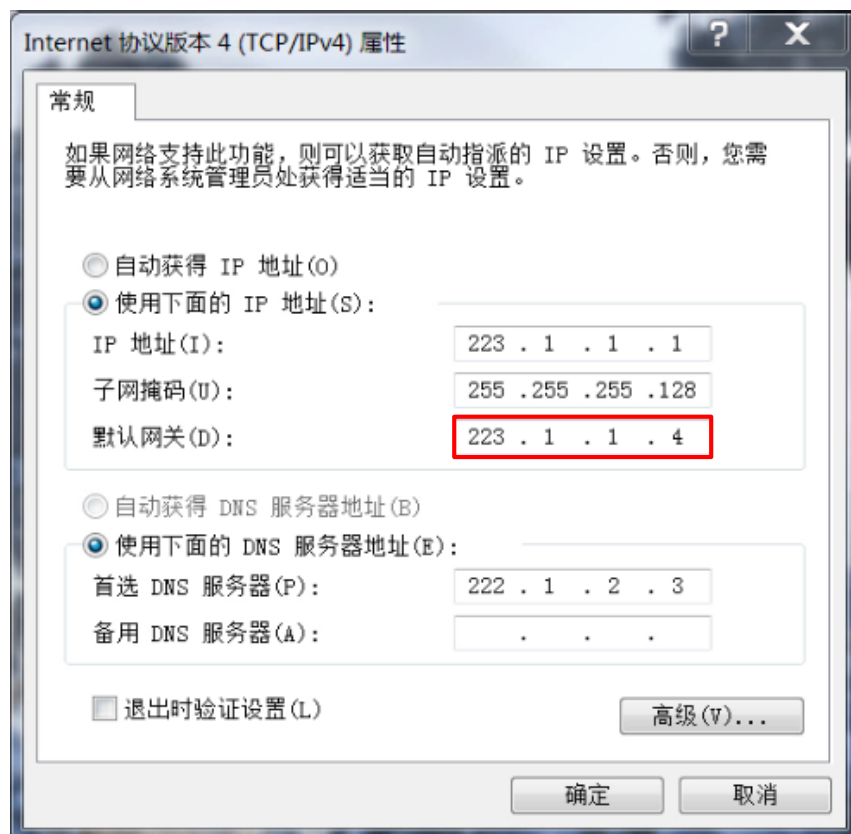 Internet 协议版本 4 (TCP/IPv4) 属性
常规
如果网络支持此功能，则可以获取自动指派的 IP 设置。否则，您需
要从网络系统管理员处获得适当的 IP 设置。
自动获得 IP 地址(O)
使用下面的 IP 地址(S):
IP 地址(I): 223 . 1 . 1 . 1
子网掩码(U): 255 .255 .255 .128
默认网关(D): 223 . 1 . 1 . 4
自动获得 DNS 服务器地址(B)
使用下面的 DNS 服务器地址(E):
首选 DNS 服务器(P): 222 . 1 . 2 . 3
备用 DNS 服务器(A): . . .
退出时验证设置(L)
高级(V)...
确定 取消